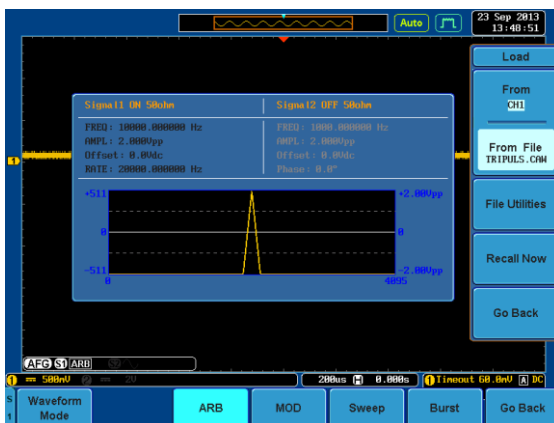 Auto
23 Sep 2013
13:48:51
Load
From
CH1
From File
TRIPULS.CAW
File Utilities
Recall Now
Go Back
Signal1 ON 50ohm
Signal2 OFF 50ohm
FREQ: 10000.000000 Hz
AMPL: 2.000Vpp
Offset: 0.0Vdc
RATE: 20000.000000 Hz
FREQ: 1000.000000 Hz
AMPL: 2.000Vpp
Offset: 0.0Vdc
Phase: 0.0°
1
+511
0
-511
+2.00Vpp
0
-2.00Vpp
0
4095
AFG S1 ARB
1 500mV 2 2V 200us H 0.000s 1 Timeout 60.0mV A DC
S
1
Waveform
Mode
ARB
MOD
Sweep
Burst
Go Back